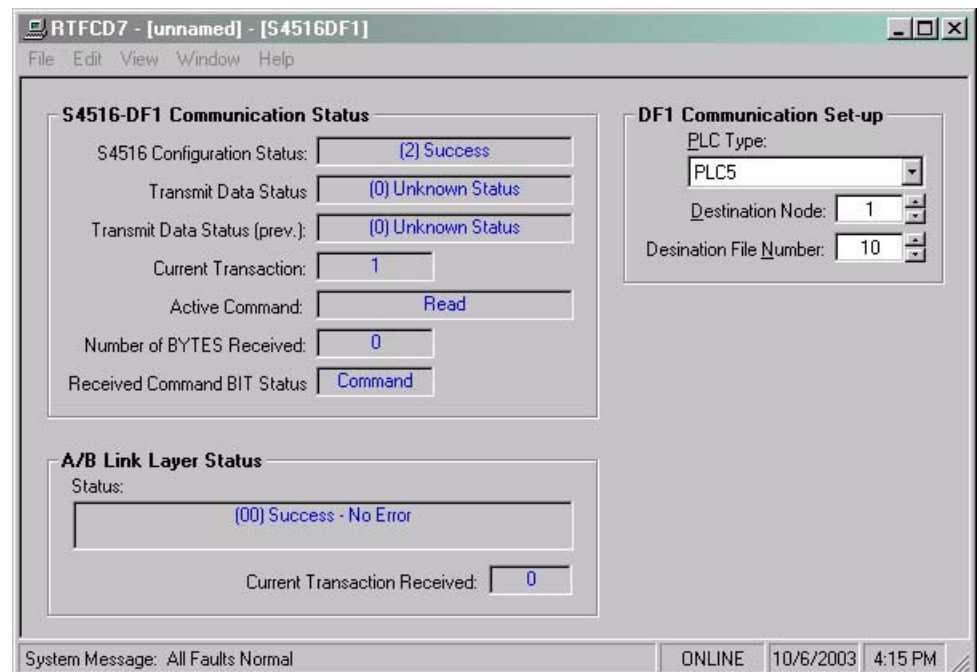 RTFCD7 - [unnamed] - [S4516DF1]
File Edit View Window Help
S4516-DF1 Communication Status
S4516 Configuration Status: (2) Success
Transmit Data Status (0) Unknown Status
Transmit Data Status (prev.): (0) Unknown Status
Current Transaction: 1
Active Command: Read
Number of BYTES Received: 0
Received Command BIT Status Command
DF1 Communication Set-up
PLC Type:
PLC5
Destination Node: 1
Desination File Number: 10
A/B Link Layer Status
Status:
(00) Success - No Error
Current Transaction Received: 0
System Message: All Faults Normal ONLINE 10/6/2003 4:15 PM